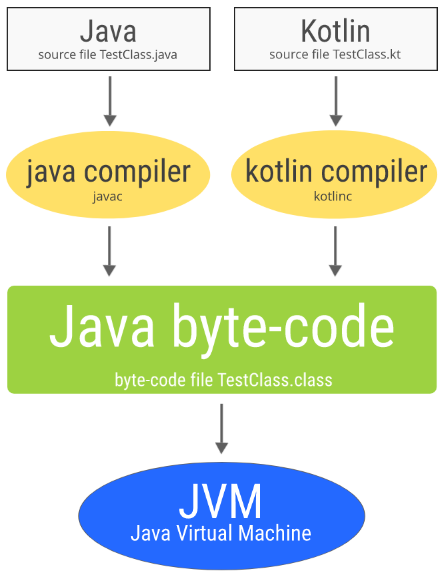 Java
source file TestClass.java
Kotlin
source file TestClass.kt
java compiler
javac
kotlin compiler
kotlinc
Java byte-code
byte-code file TestClass.class
JVM
Java Virtual Machine